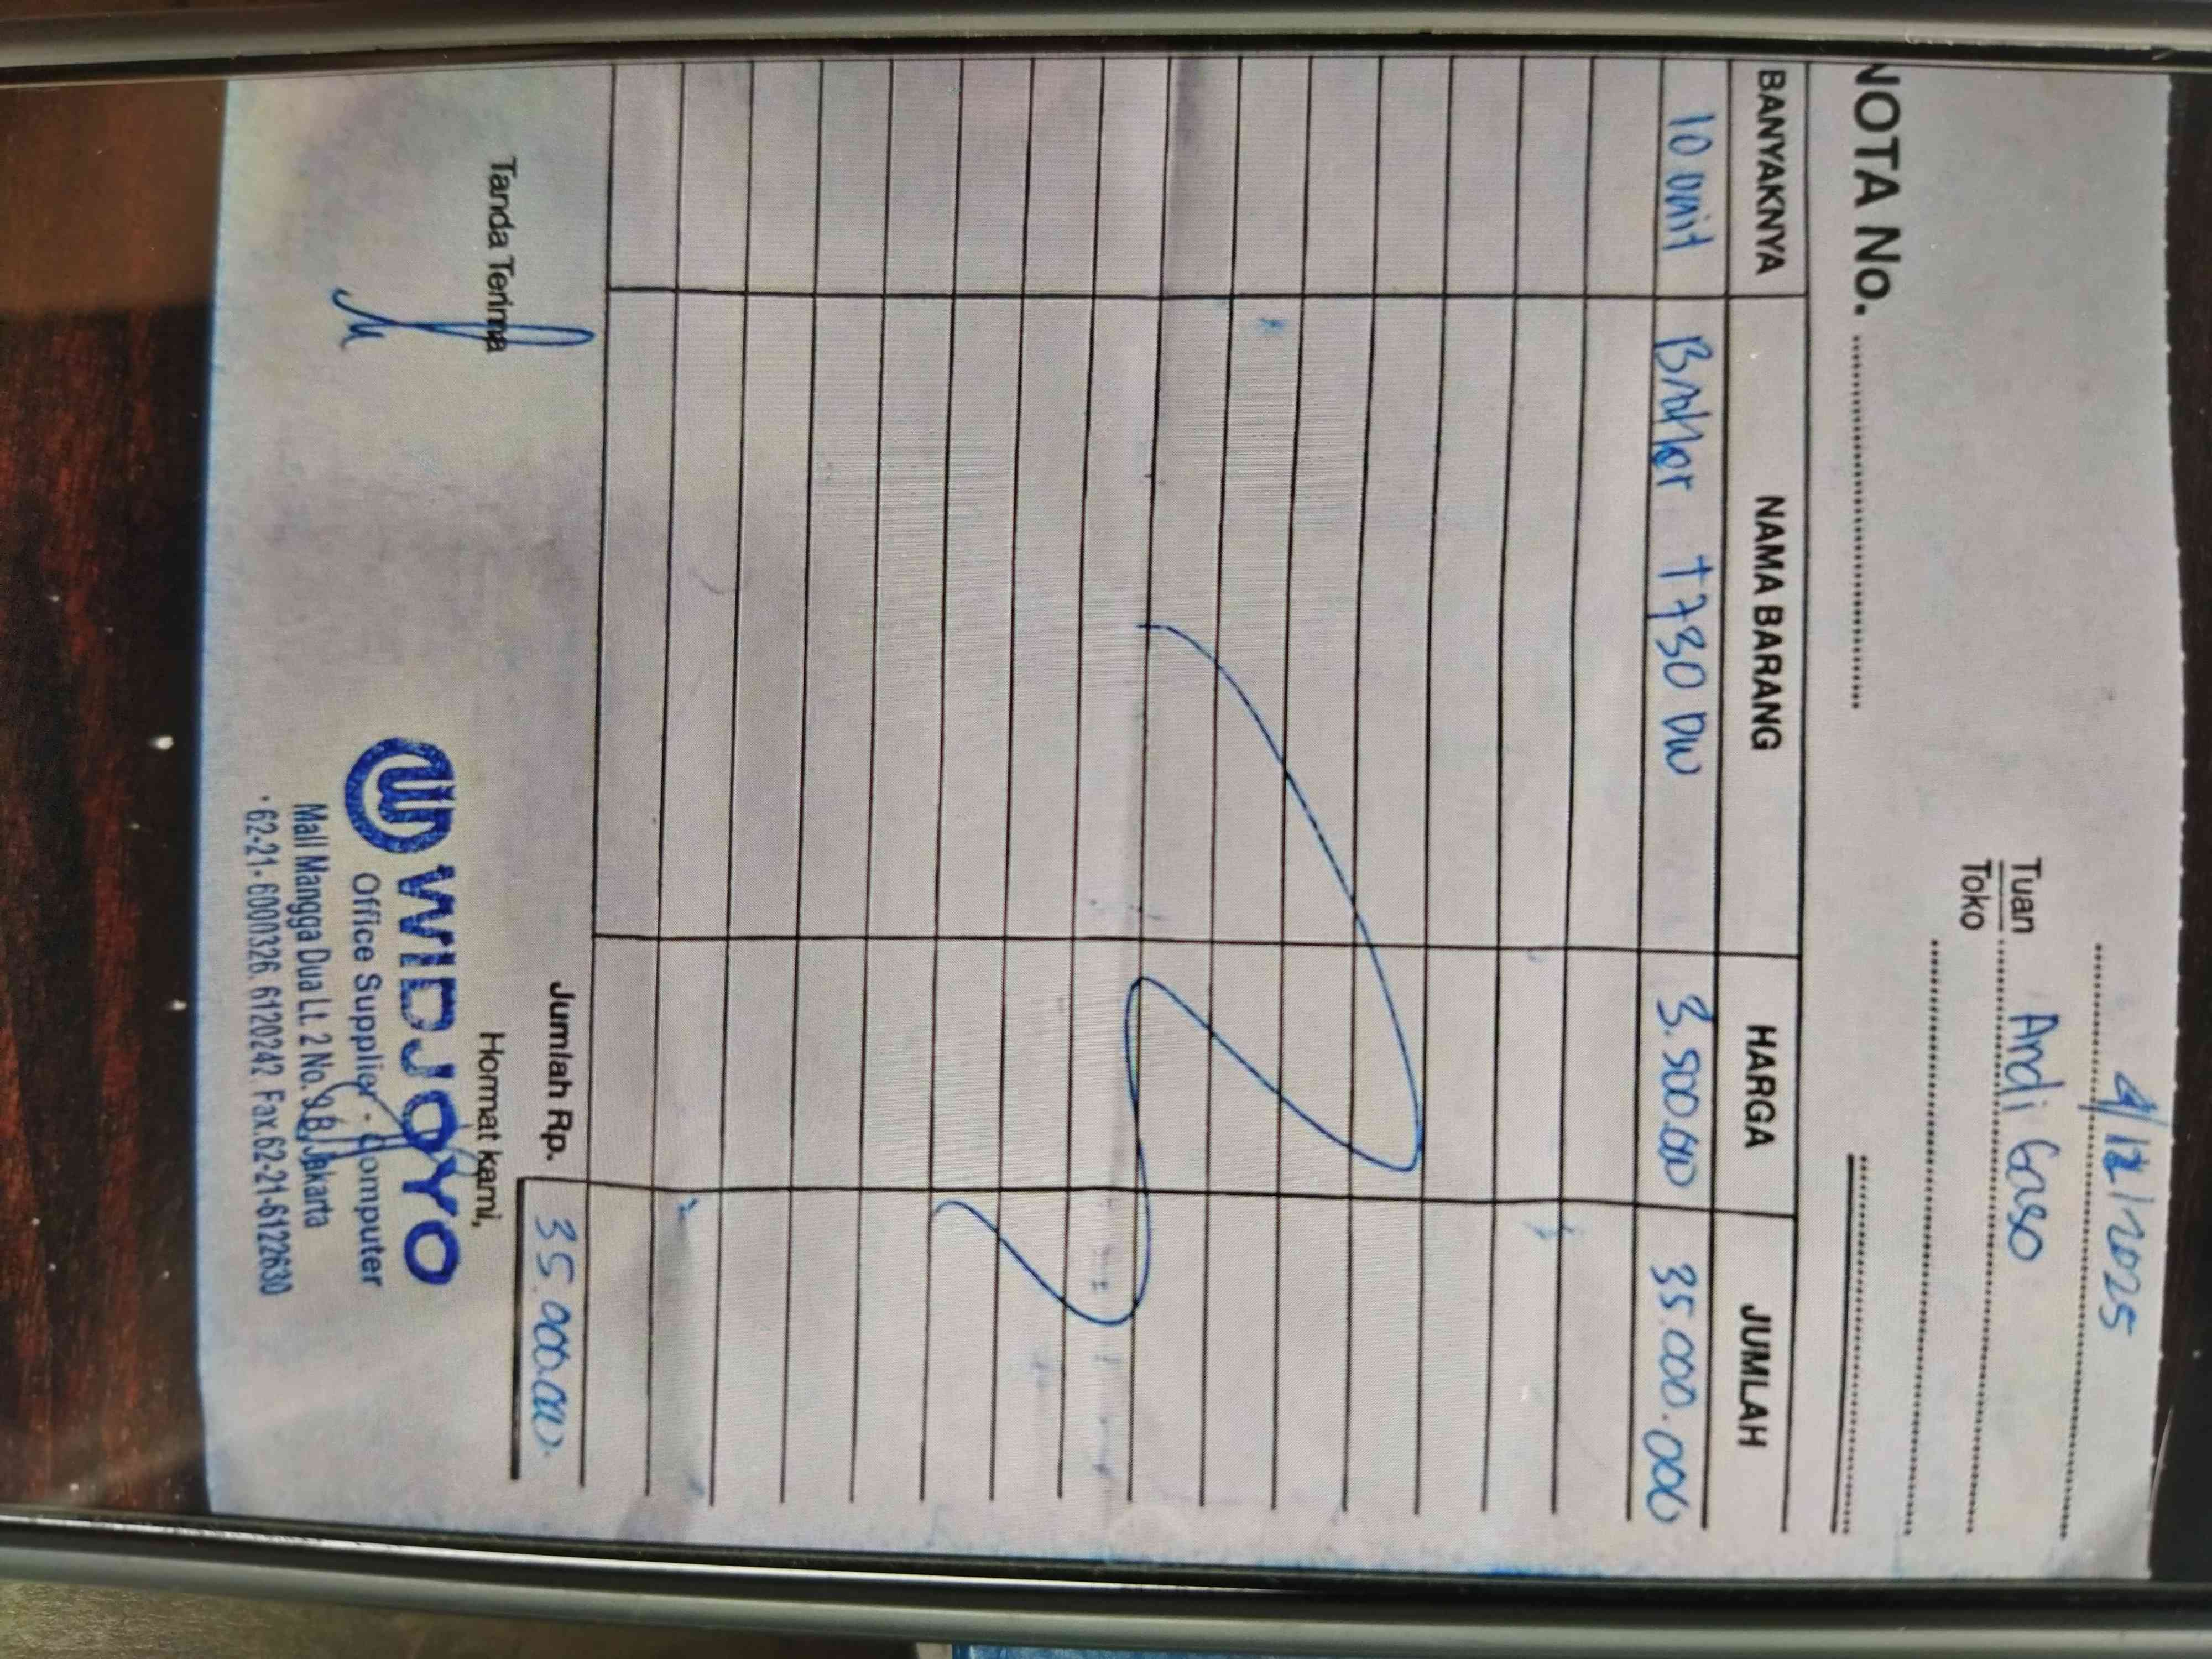 4/12/2025
Tuan Andi Gaso
Toko
NOTA No.
BANYAKNYA NAMA BARANG HARGA JUMLAH
10 unit Brother T730 DW 3.500.000 35.000.000
Jumlah Rp. 35.000.000
Tanda Terima Hormat kami,
WIDJOYO
Office Supplier - Computer
Mall Mangga Dua Lt. 2 No. 9 B Jakarta
62-21- 6000326. 6120242. Fax.62-21-6122630